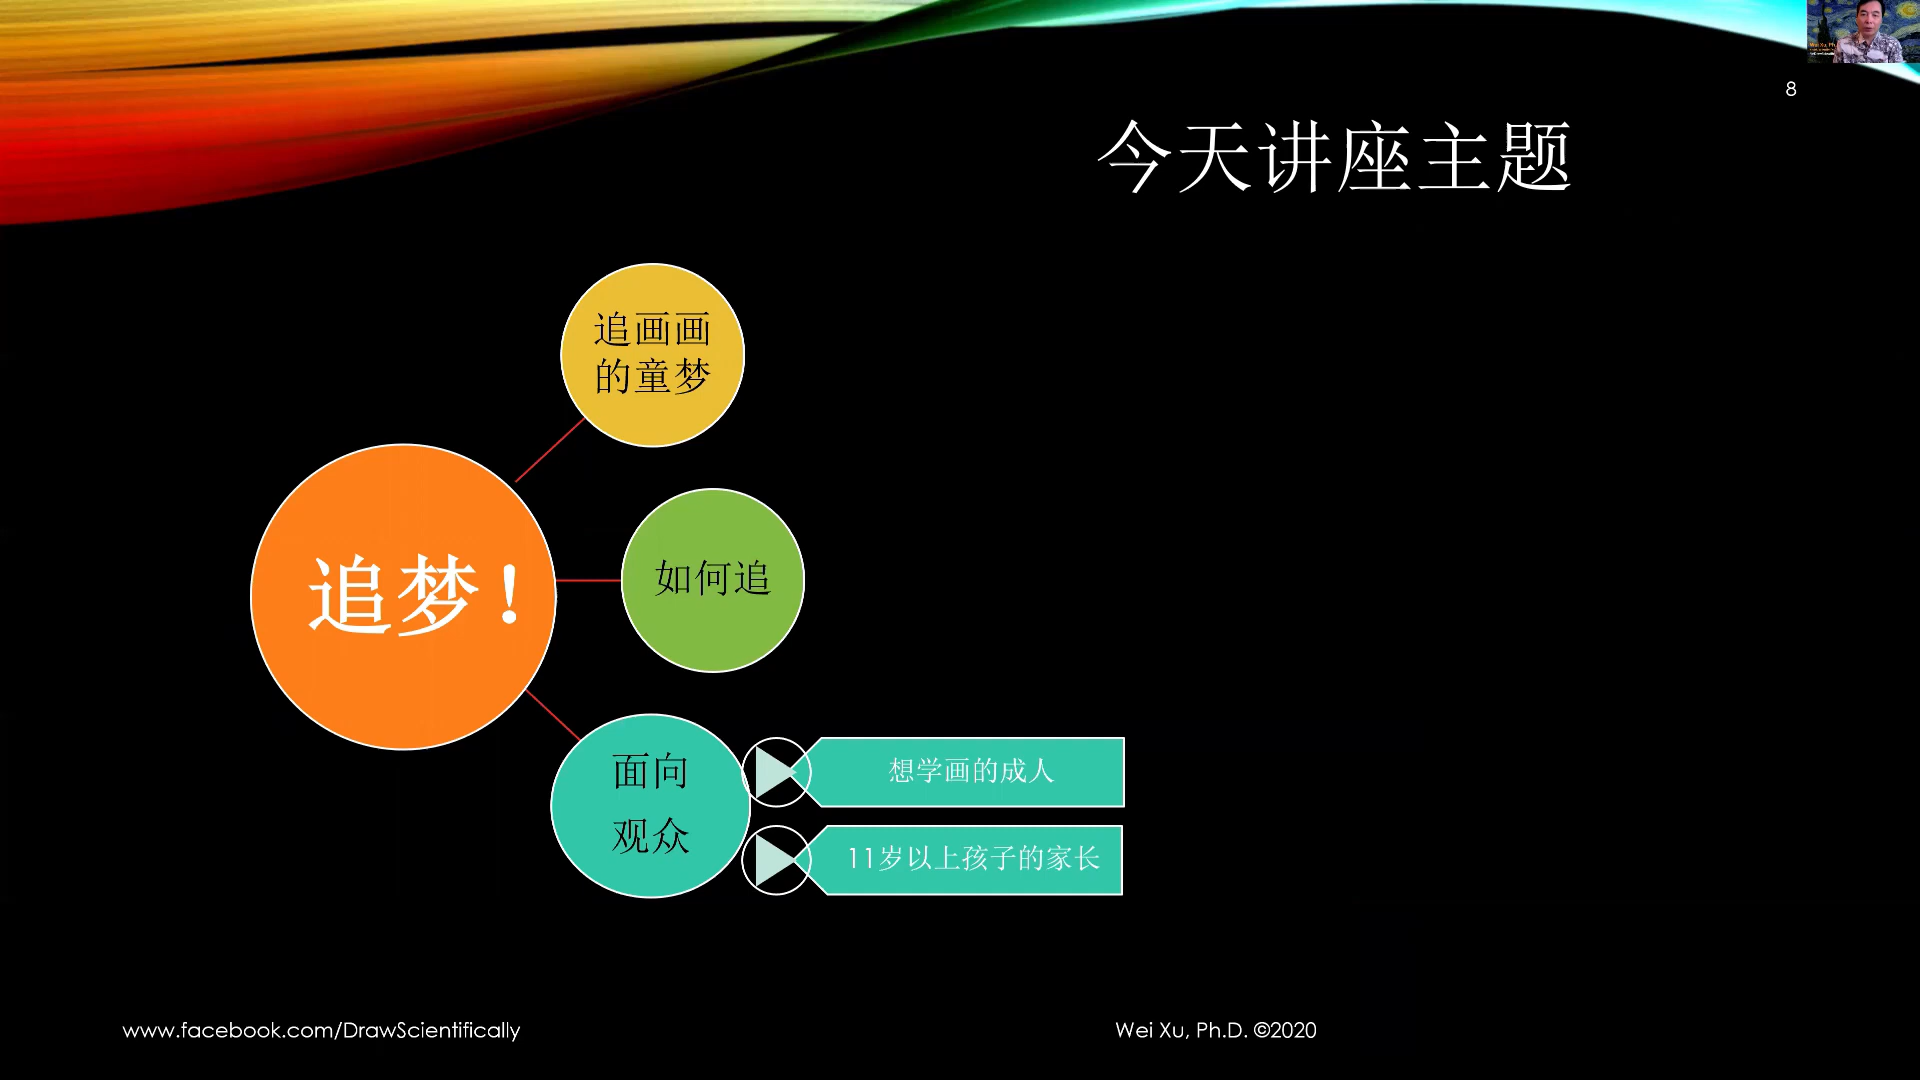 8
今天讲座主题
追画画
的童梦
追梦！
如何追
面向
观众
想学画的成人
11岁以上孩子的家长
www.facebook.com/DrawScientifically
Wei Xu, Ph.D. ©2020